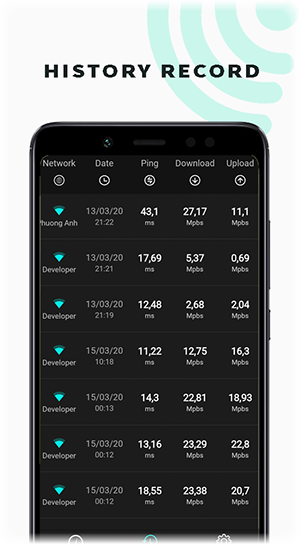 HISTORY RECORD
Network Date Ping Download Upload
13/03/20 43,1 27,17 11,1
Phuong Anh 21:22 ms Mpbs Mpbs
13/03/20 17,69 5,37 0,69
Developer 21:21 ms Mpbs Mpbs
13/03/20 12,48 2,68 2,04
Developer 21:19 ms Mpbs Mpbs
15/03/20 11,22 12,75 16,3
Developer 10:18 ms Mpbs Mpbs
15/03/20 14,3 22,81 18,93
Developer 00:13 ms Mpbs Mpbs
15/03/20 13,16 23,29 22,8
Developer 00:12 ms Mpbs Mpbs
15/03/20 18,55 23,38 20,7
Developer 00:12 ms Mpbs Mpbs